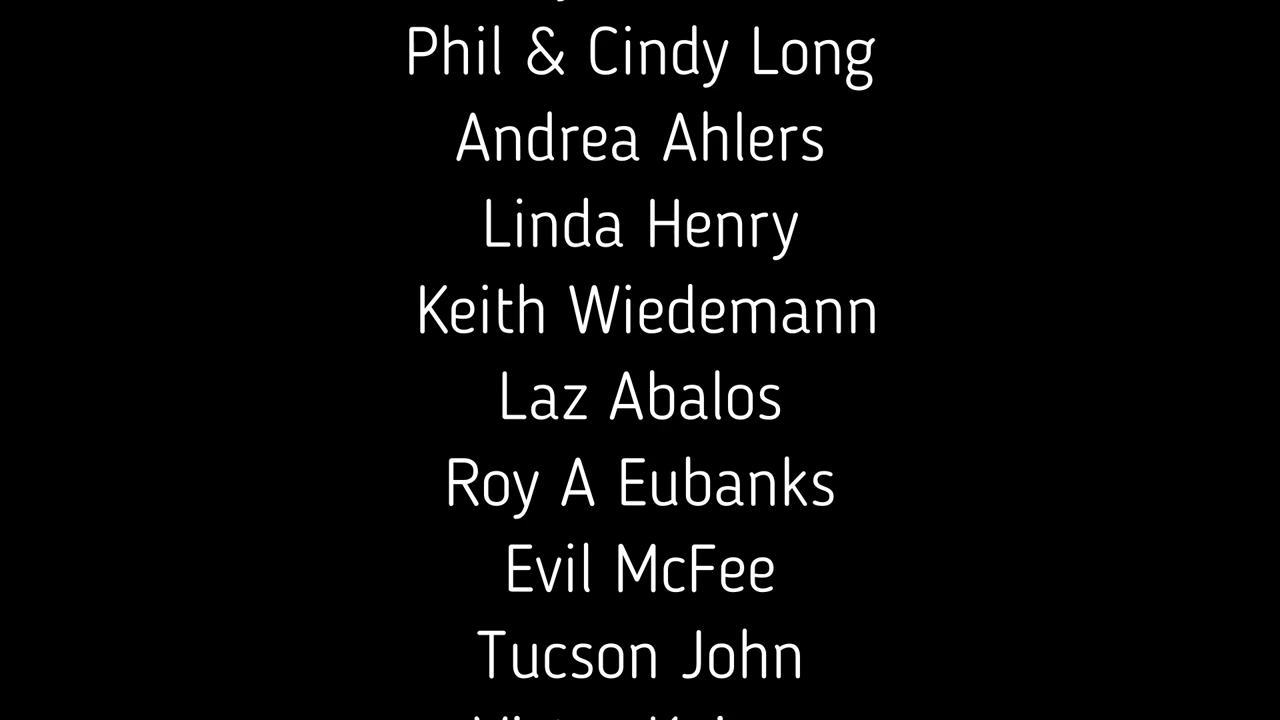 Phil & Cindy Long
Andrea Ahlers
Linda Henry
Keith Wiedemann
Laz Abalos
Roy A Eubanks
Evil McFee
Tucson John